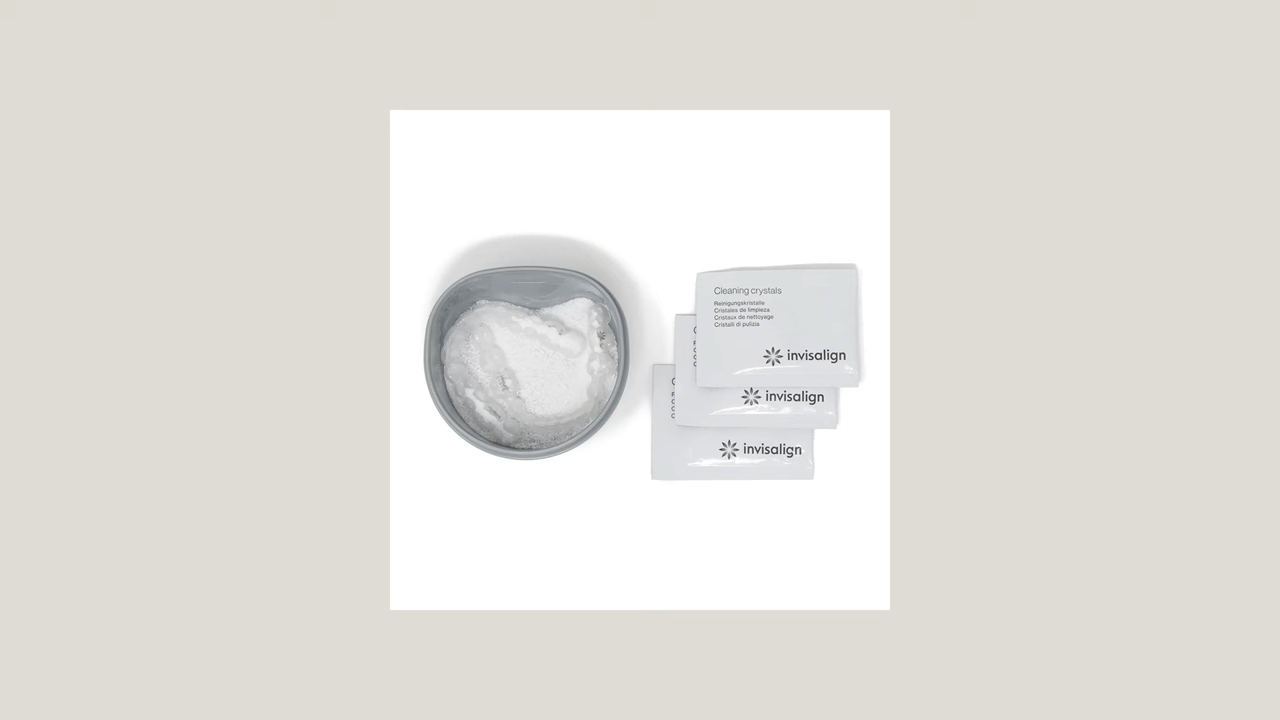 Cleaning crystals
Reinigungskristalle
Cristales de limpieza
Cristaux de nettoyage
Cristalli di pulizia
invisalign
invisalign
invisalign